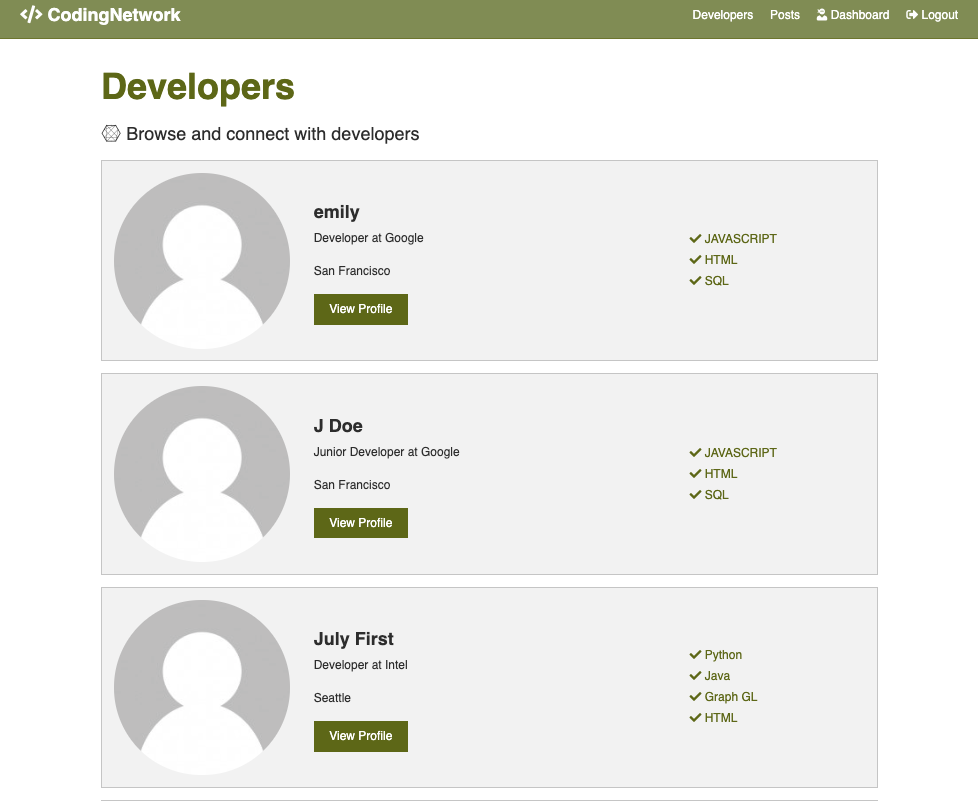 </> CodingNetwork
Developers Posts Dashboard Logout
Developers
Browse and connect with developers
emily
Developer at Google
San Francisco
View Profile
JAVASCRIPT
HTML
SQL
J Doe
Junior Developer at Google
San Francisco
View Profile
JAVASCRIPT
HTML
SQL
July First
Developer at Intel
Seattle
View Profile
Python
Java
Graph GL
HTML